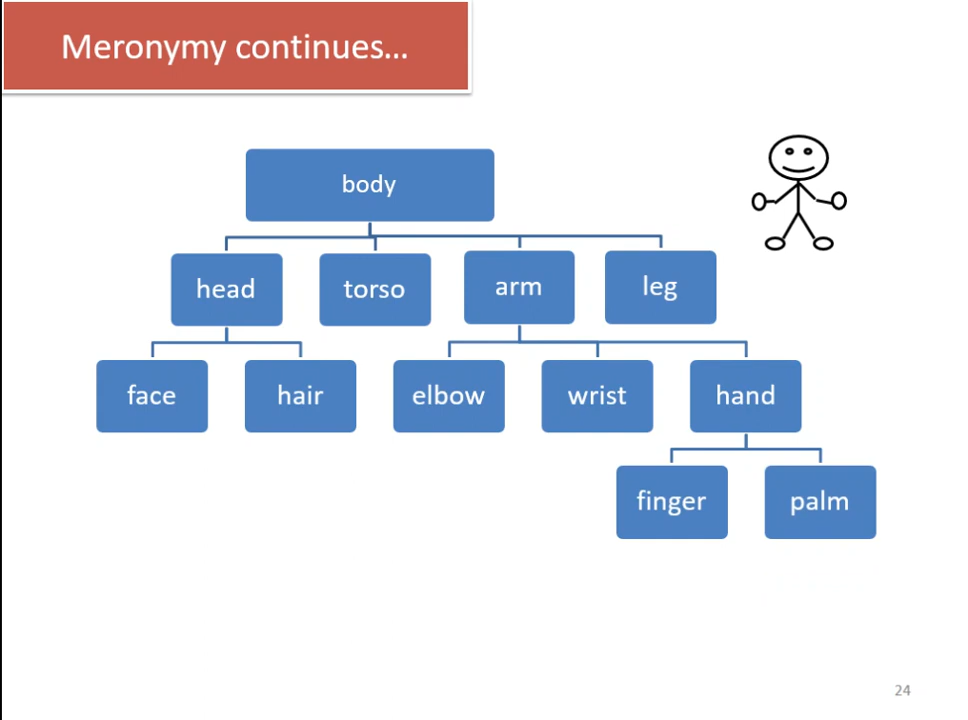 Meronymy continues…
body
head
torso
arm
leg
face
hair
elbow
wrist
hand
finger
palm
24